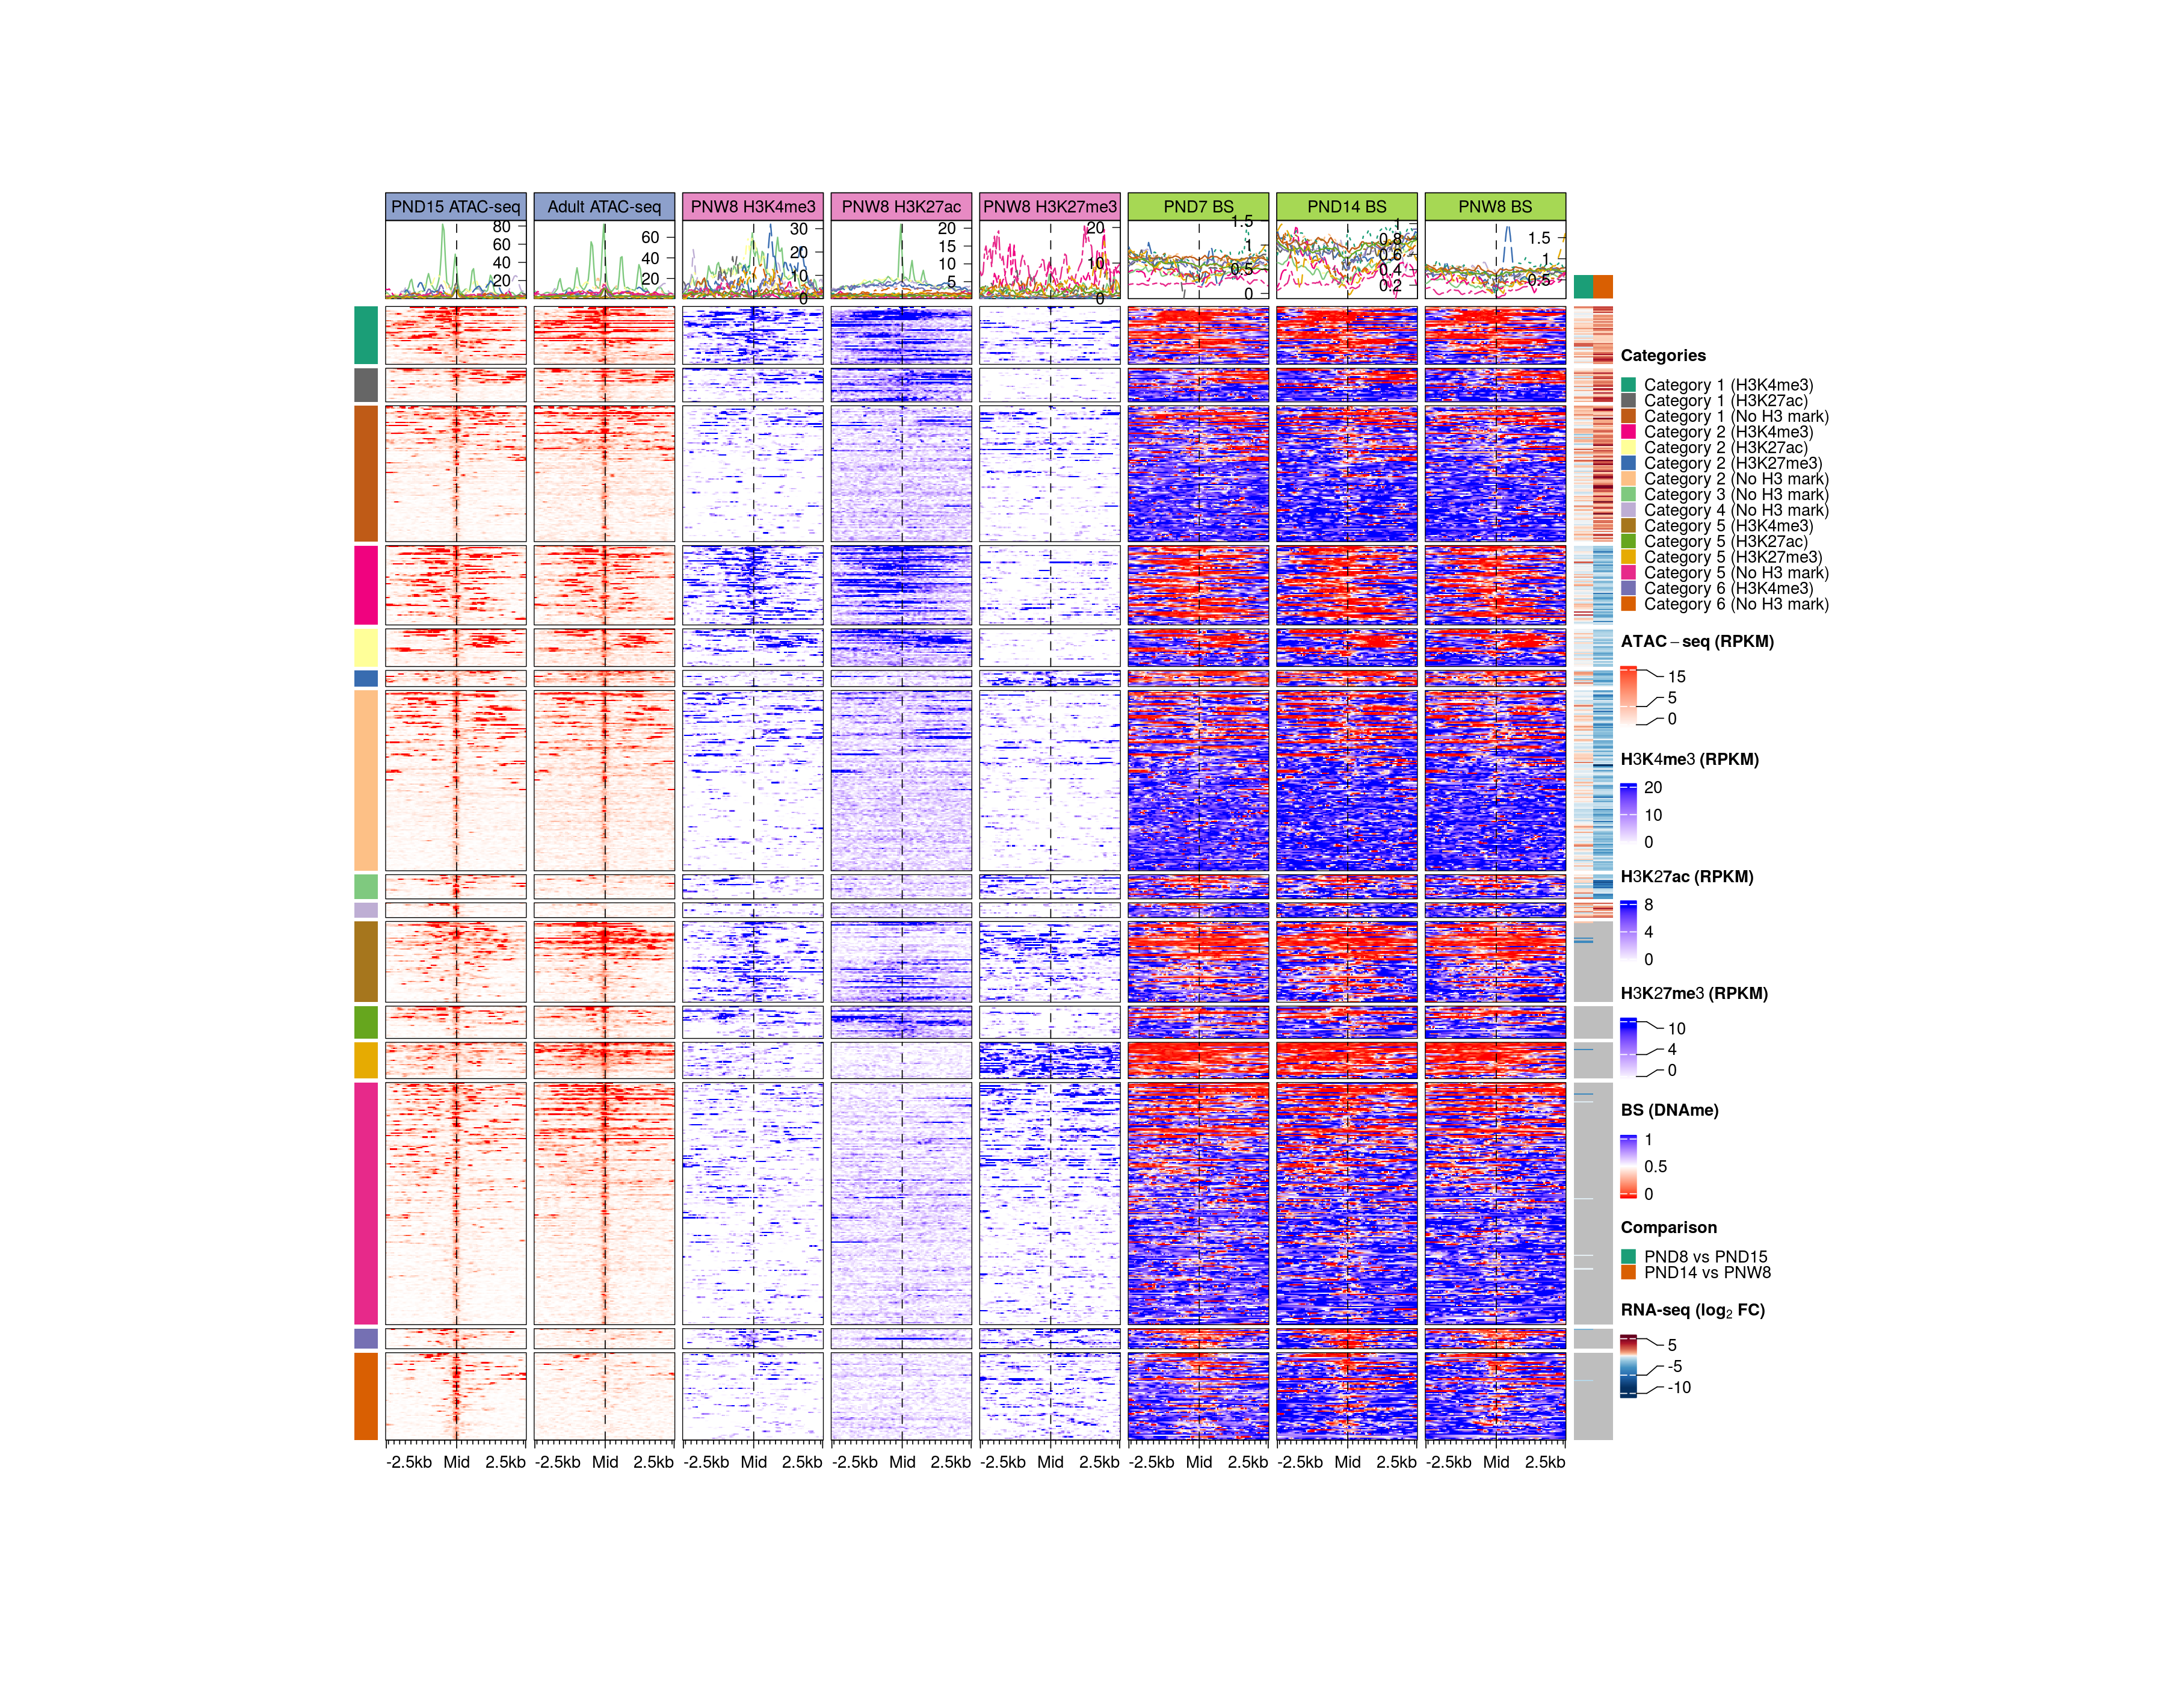 PND15 ATAC-seq Adult ATAC-seq PNW8 H3K4me3 PNW8 H3K27ac PNW8 H3K27me3 PND7 BS PND14 BS PNW8 BS
80
60
40
20
60
40
20
30
20
10
0
20
15
10
5
20
10
0
1.5
1
0.5
0
1
0.8
0.6
0.4
0.2
1.5
1
0.5
Categories
Category 1 (H3K4me3)
Category 1 (H3K27ac)
Category 1 (No H3 mark)
Category 2 (H3K4me3)
Category 2 (H3K27ac)
Category 2 (H3K27me3)
Category 2 (No H3 mark)
Category 3 (No H3 mark)
Category 4 (No H3 mark)
Category 5 (H3K4me3)
Category 5 (H3K27ac)
Category 5 (H3K27me3)
Category 5 (No H3 mark)
Category 6 (H3K4me3)
Category 6 (No H3 mark)
ATAC−seq (RPKM)
15
5
0
H3K4me3 (RPKM)
20
10
0
H3K27ac (RPKM)
8
4
0
H3K27me3 (RPKM)
10
4
0
BS (DNAme)
1
0.5
0
Comparison
PND8 vs PND15
PND14 vs PNW8
RNA-seq (log₂ FC)
5
-5
-10
-2.5kb Mid 2.5kb -2.5kb Mid 2.5kb -2.5kb Mid 2.5kb -2.5kb Mid 2.5kb -2.5kb Mid 2.5kb -2.5kb Mid 2.5kb -2.5kb Mid 2.5kb -2.5kb Mid 2.5kb